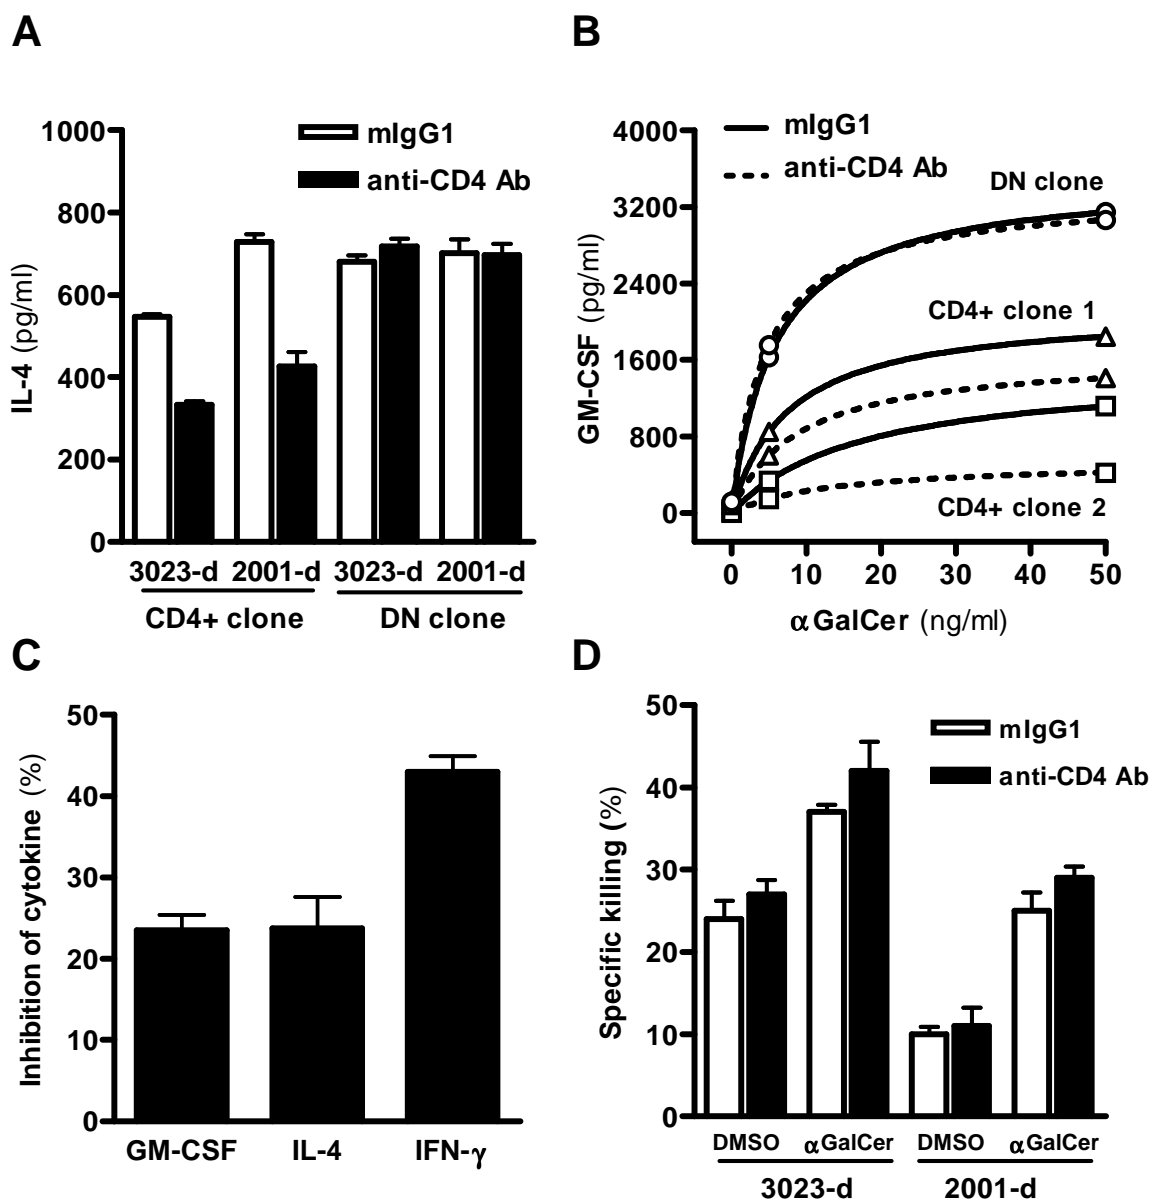 A
1000
800
600
400
200
0
IL-4 (pg/ml)
mIgG1
anti-CD4 Ab
3023-d 2001-d 3023-d 2001-d
CD4+ clone DN clone
B
4000
3200
2400
1600
800
0
GM-CSF (pg/ml)
mIgG1
anti-CD4 Ab
DN clone
CD4+ clone 1
CD4+ clone 2
0 10 20 30 40 50
αGalCer (ng/ml)
C
50
40
30
20
10
0
Inhibition of cytokine (%)
GM-CSF IL-4 IFN-γ
D
50
40
30
20
10
0
Specific killing (%)
mIgG1
anti-CD4 Ab
DMSO αGalCer DMSO αGalCer
3023-d 2001-d